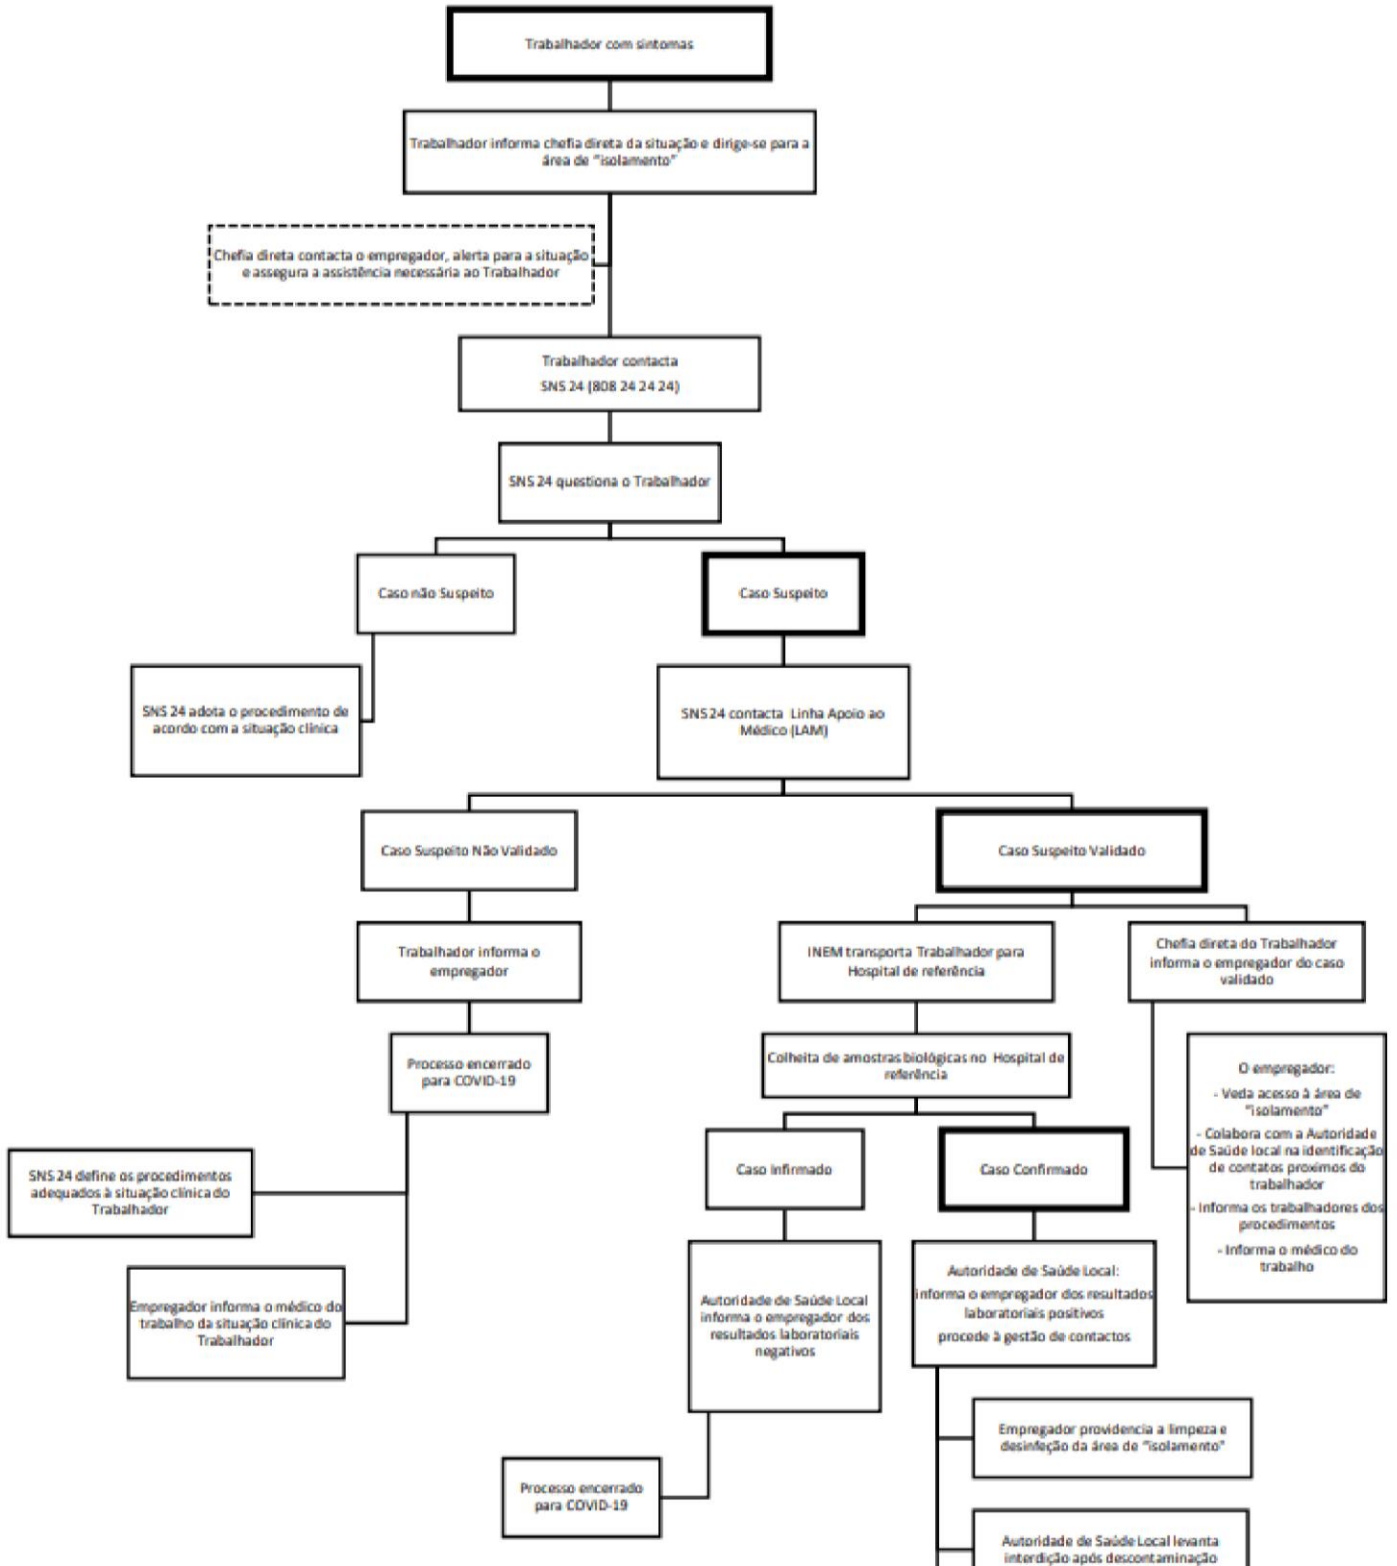 Trabalhador com sintomas
Trabalhador informa chefia direta da situação e dirige-se para a
área de "isolamento"
Chefia direta contacta o empregador, alerta para a situação
e assegura a assistência necessária ao Trabalhador
Trabalhador contacta
SNS 24 (808 24 24 24)
SNS 24 questiona o Trabalhador
Caso não Suspeito
Caso Suspeito
SNS 24 adota o procedimento de
acordo com a situação clínica
SNS 24 contacta Linha Apoio ao
Médico (LAM)
Caso Suspeito Não Validado
Caso Suspeito Validado
Trabalhador informa o
empregador
INEM transporta Trabalhador para
Hospital de referência
Chefia direta do Trabalhador
informa o empregador do caso
validado
Processo encerrado
para COVID-19
Colheita de amostras biológicas no Hospital de
referência
O empregador:
- Veda acesso à área de
"isolamento"
- Colabora com a Autoridade
de Saúde local na identificação
de contatos proximos do
trabalhador
- Informa os trabalhadores dos
procedimentos
- Informa o médico do
trabalho
SNS 24 define os procedimentos
adequados à situação clínica do
Trabalhador
Caso Infirmado
Caso Confirmado
Empregador informa o médico do
trabalho da situação clínica do
Trabalhador
Autoridade de Saúde Local
informa o empregador dos
resultados laboratoriais
negativos
Autoridade de Saúde Local:
informa o empregador dos resultados
laboratoriais positivos
procede à gestão de contactos
Empregador providencia a limpeza e
desinfeção da área de "isolamento"
Processo encerrado
para COVID-19
Autoridade de Saúde Local levanta
interdição após descontaminação